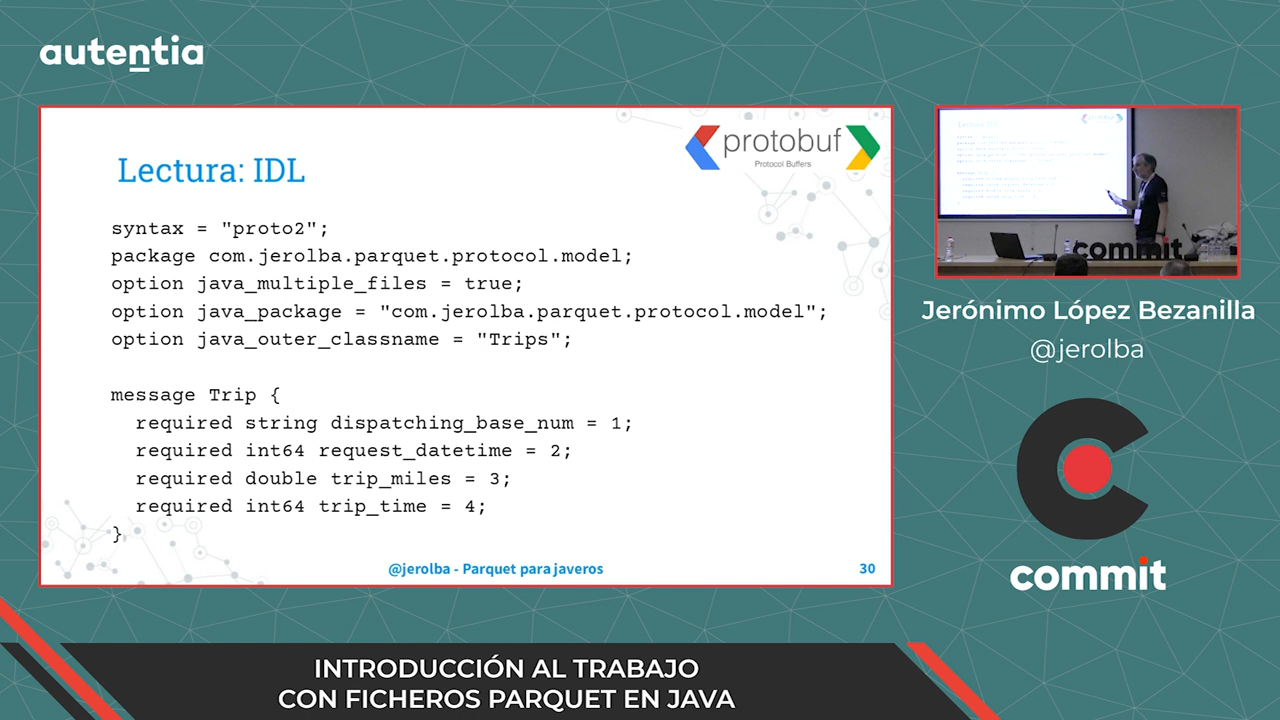 autentia
protobuf
Protocol Buffers
Lectura: IDL
syntax = "proto2";
package com.jerolba.parquet.protocol.model;
option java_multiple_files = true;
option java_package = "com.jerolba.parquet.protocol.model";
option java_outer_classname = "Trips";
message Trip {
required string dispatching_base_num = 1;
required int64 request_datetime = 2;
required double trip_miles = 3;
required int64 trip_time = 4;
}
@jerolba - Parquet para javeros
30
Lectura: IDL
commit
Jerónimo López Bezanilla
@jerolba
commit
INTRODUCCIÓN AL TRABAJO
CON FICHEROS PARQUET EN JAVA